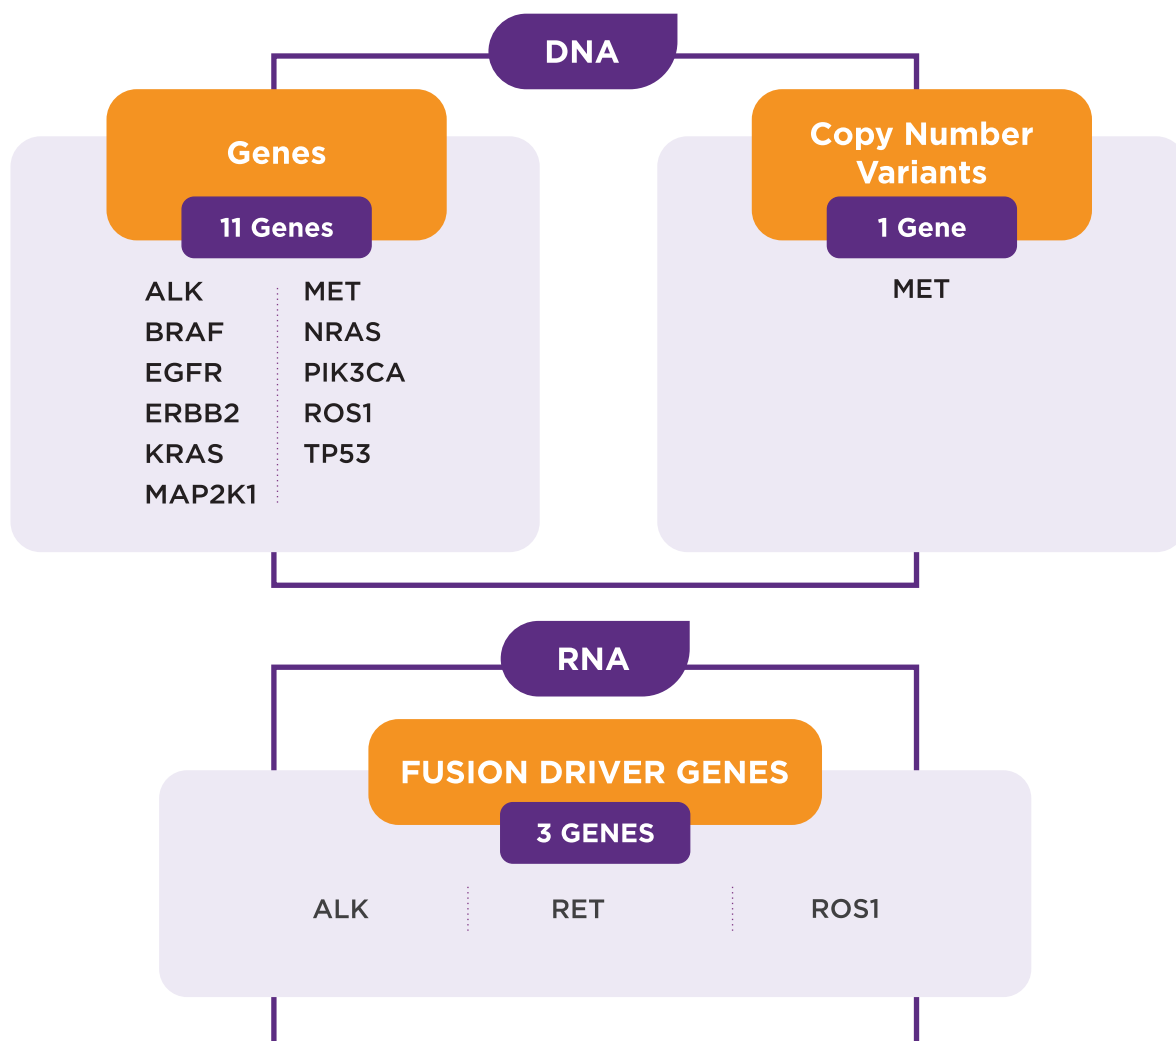 DNA
Genes
11 Genes
ALK
BRAF
EGFR
ERBB2
KRAS
MAP2K1
MET
NRAS
PIK3CA
ROS1
TP53
Copy Number
Variants
1 Gene
MET
RNA
FUSION DRIVER GENES
3 GENES
ALK
RET
ROS1